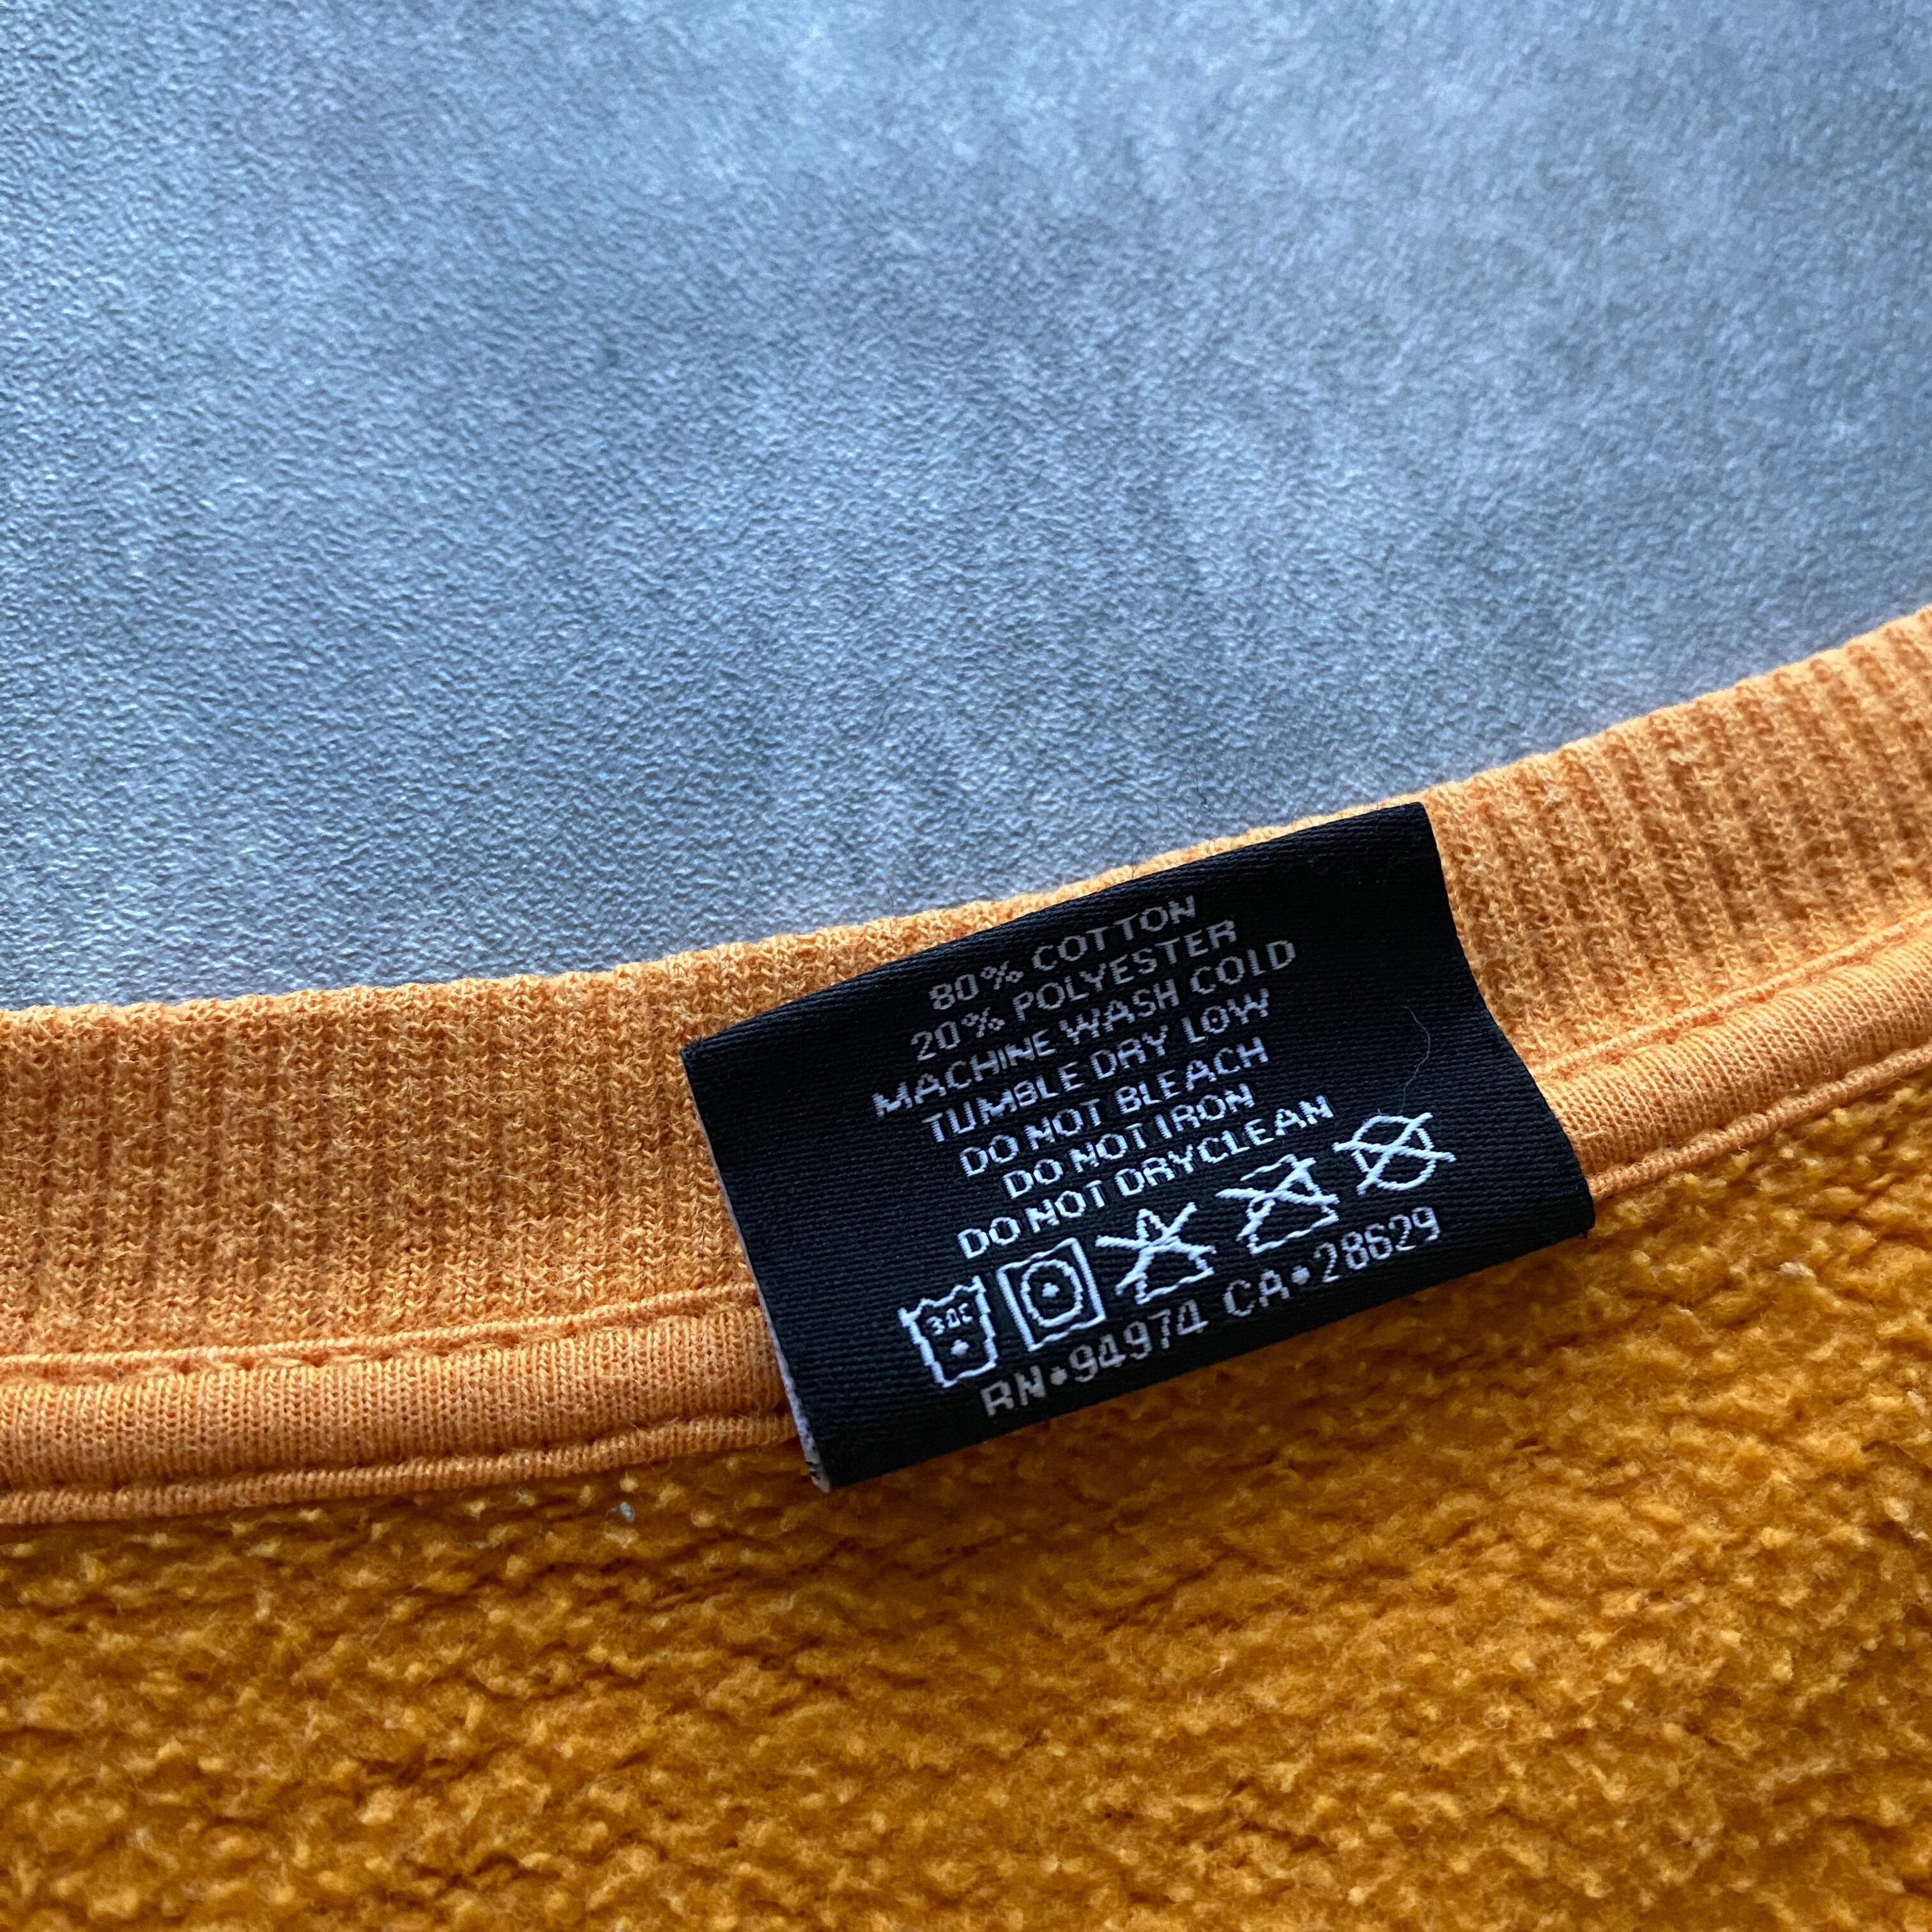 80% COTTON
20% POLYESTER
MACHINE WASH COLD
TUMBLE DRY LOW
DO NOT BLEACH
DO NOT IRON
DO NOT DRYCLEAN
30C
RN•94974 CA•28629